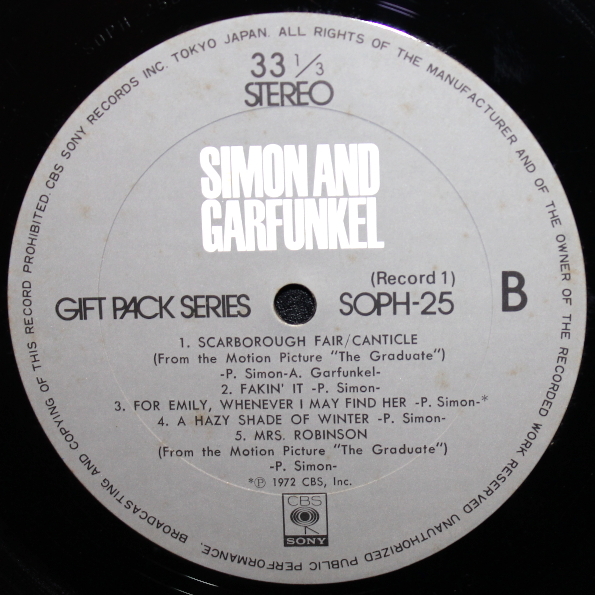 CBS SONY RECORDS INC. TOKYO JAPAN. ALL RIGHTS OF THE MANUFACTURER AND OF THE OWNER OF THE RECORDED WORK RESERVED UNAUTHORIZED PUBLIC PERFORMANCE, BROADCASTING AND COPYING OF THIS RECORD PROHIBITED.
33 1/3
STEREO
SIMON AND
GARFUNKEL
(Record 1)
GIFT PACK SERIES SOPH-25 B
1. SCARBOROUGH FAIR/CANTICLE
(From the Motion Picture "The Graduate")
-P. Simon-A. Garfunkel-
2. FAKIN' IT -P. Simon-
3. FOR EMILY, WHENEVER I MAY FIND HER -P. Simon-*
4. A HAZY SHADE OF WINTER -P. Simon-
5. MRS. ROBINSON
(From the Motion Picture "The Graduate")
-P. Simon-
*Ⓟ 1972 CBS, Inc.
CBS
SONY